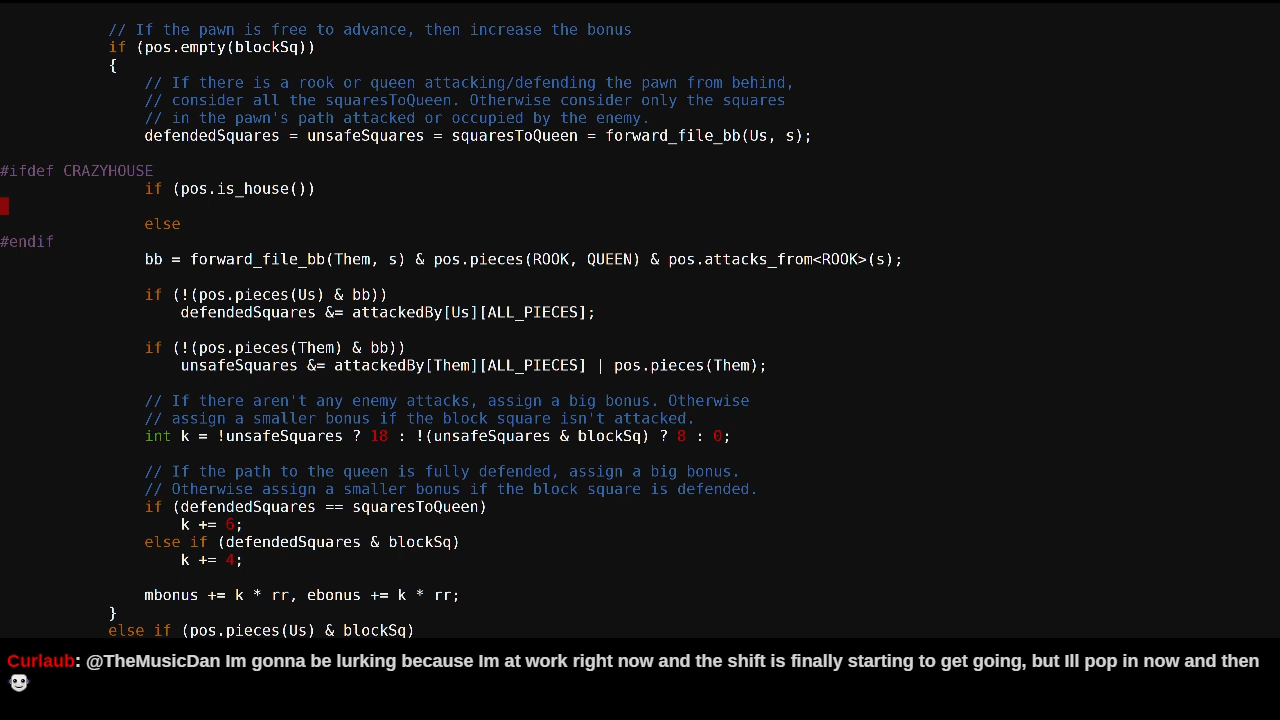 // If the pawn is free to advance, then increase the bonus
if (pos.empty(blockSq))
{
// If there is a rook or queen attacking/defending the pawn from behind,
// consider all the squaresToQueen. Otherwise consider only the squares
// in the pawn's path attacked or occupied by the enemy.
defendedSquares = unsafeSquares = squaresToQueen = forward_file_bb(Us, s);
#ifdef CRAZYHOUSE
if (pos.is_house())
else
#endif
bb = forward_file_bb(Them, s) & pos.pieces(ROOK, QUEEN) & pos.attacks_from<ROOK>(s);
if (!(pos.pieces(Us) & bb))
defendedSquares &= attackedBy[Us][ALL_PIECES];
if (!(pos.pieces(Them) & bb))
unsafeSquares &= attackedBy[Them][ALL_PIECES] | pos.pieces(Them);
// If there aren't any enemy attacks, assign a big bonus. Otherwise
// assign a smaller bonus if the block square isn't attacked.
int k = !unsafeSquares ? 18 : !(unsafeSquares & blockSq) ? 8 : 0;
// If the path to the queen is fully defended, assign a big bonus.
// Otherwise assign a smaller bonus if the block square is defended.
if (defendedSquares == squaresToQueen)
k += 6;
else if (defendedSquares & blockSq)
k += 4;
mbonus += k * rr, ebonus += k * rr;
}
else if (pos.pieces(Us) & blockSq)
Curlaub: @TheMusicDan Im gonna be lurking because Im at work right now and the shift is finally starting to get going, but Ill pop in now and then